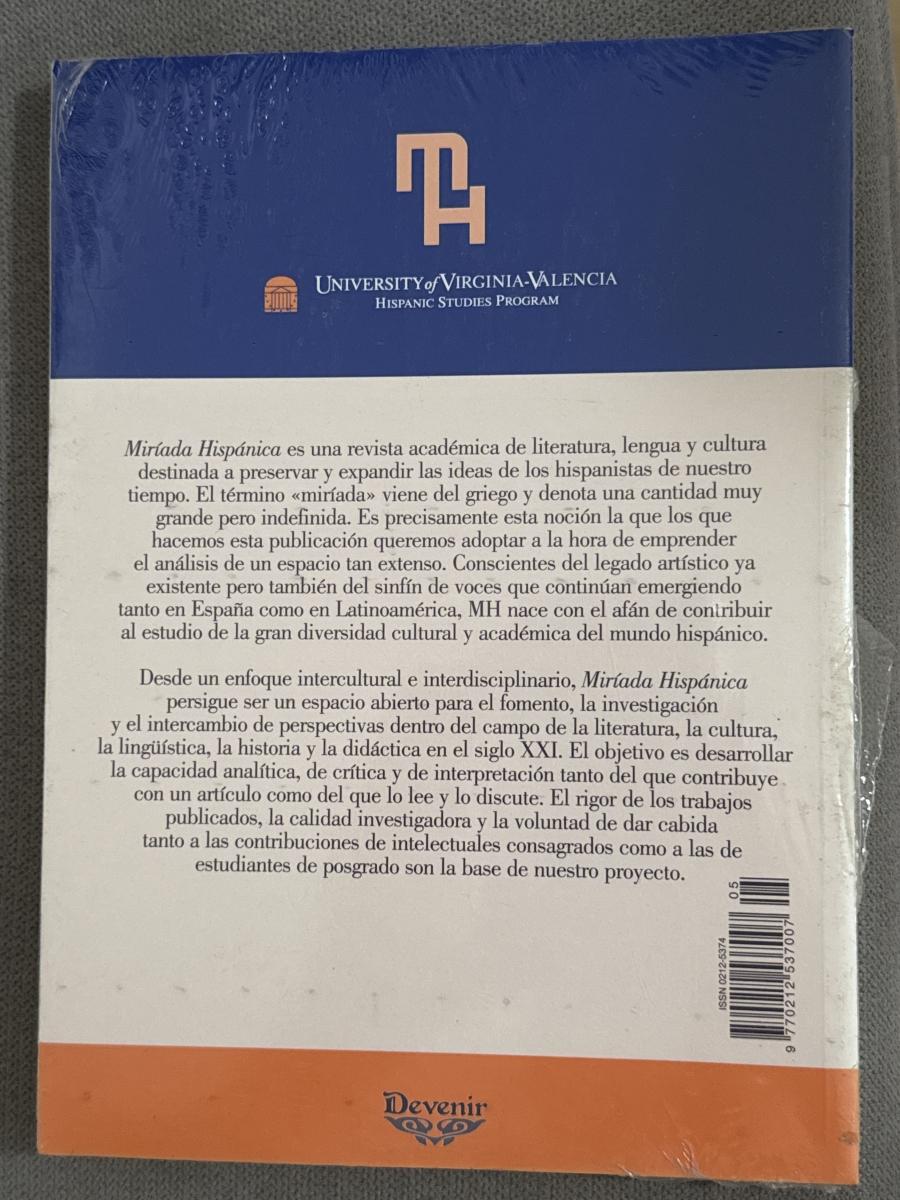 MH
UNIVERSITY of VIRGINIA-VALENCIA
HISPANIC STUDIES PROGRAM
Miríada Hispánica es una revista académica de literatura, lengua y cultura
destinada a preservar y expandir las ideas de los hispanistas de nuestro
tiempo. El término «miríada» viene del griego y denota una cantidad muy
grande pero indefinida. Es precisamente esta noción la que los que
hacemos esta publicación queremos adoptar a la hora de emprender
el análisis de un espacio tan extenso. Conscientes del legado artístico ya
existente pero también del sinfín de voces que continúan emergiendo
tanto en España como en Latinoamérica, MH nace con el afán de contribuir
al estudio de la gran diversidad cultural y académica del mundo hispánico.
Desde un enfoque intercultural e interdisciplinario, Miríada Hispánica
persigue ser un espacio abierto para el fomento, la investigación
y el intercambio de perspectivas dentro del campo de la literatura, la cultura,
la lingüística, la historia y la didáctica en el siglo XXI. El objetivo es desarrollar
la capacidad analítica, de crítica y de interpretación tanto del que contribuye
con un artículo como del que lo lee y lo discute. El rigor de los trabajos
publicados, la calidad investigadora y la voluntad de dar cabida
tanto a las contribuciones de intelectuales consagrados como a las de
estudiantes de posgrado son la base de nuestro proyecto.
05
ISSN 0212-5374
9 770212 537007
Devenir